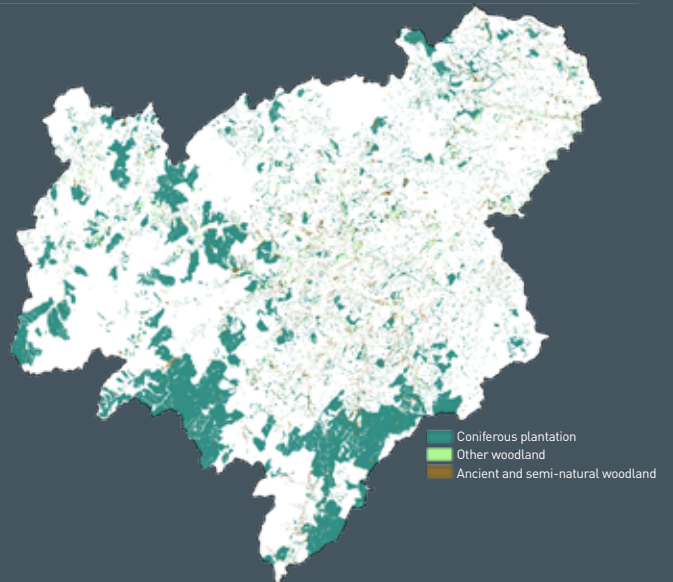 Coniferous plantation
Other woodland
Ancient and semi-natural woodland